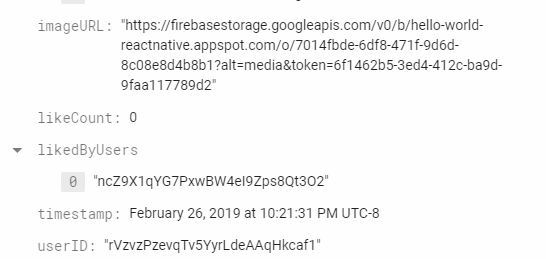 imageURL: "https://firebasestorage.googleapis.com/v0/b/hello-world-
reactnative.appspot.com/o/7014fbde-6df8-471f-9d6d-
8c08e8d4b8b1?alt=media&token=6f1462b5-3ed4-412c-ba9d-
9faa117789d2"
likeCount: 0
likedByUsers
0 "ncZ9X1qYG7PxwBW4eI9Zps8Qt3O2"
timestamp: February 26, 2019 at 10:21:31 PM UTC-8
userID: "rVzvzPzevqTv5YyrLdeAAqHkcaf1"